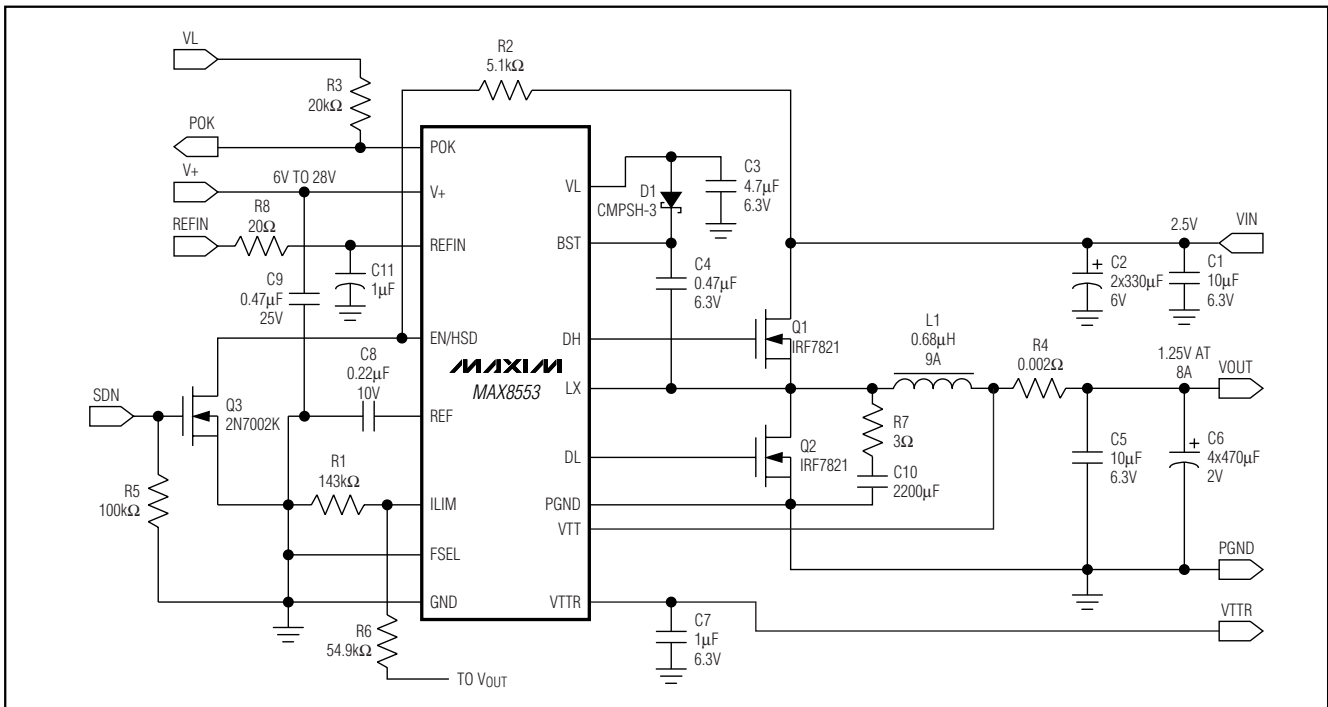 VL
R3
20kΩ
R2
5.1kΩ
POK
V+
6V TO 28V
REFIN
R8
20Ω
C9
0.47µF
25V
C11
1µF
SDN
Q3
2N7002K
R5
100kΩ
C8
0.22µF
10V
R1
143kΩ
R6
54.9kΩ
TO VOUT
POK
V+
REFIN
EN/HSD
MAXIM
MAX8553
REF
ILIM
FSEL
GND
VL
BST
DH
LX
DL
PGND
VTT
VTTR
D1
CMPSH-3
C3
4.7µF
6.3V
C4
0.47µF
6.3V
Q1
IRF7821
Q2
IRF7821
L1
0.68µH
9A
R7
3Ω
C10
2200µF
R4
0.002Ω
2.5V
VIN
C2
2x330µF
6V
C1
10µF
6.3V
1.25V AT
8A
VOUT
C5
10µF
6.3V
C6
4x470µF
2V
PGND
C7
1µF
6.3V
VTTR
+
+